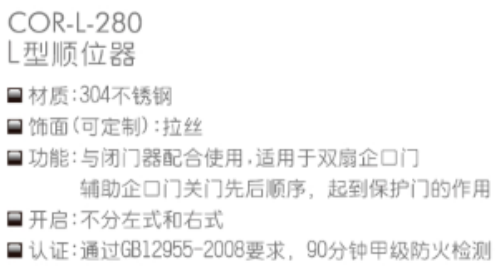 COR-L-280
L型顺位器
材质:304不锈钢
饰面(可定制):拉丝
功能:与闭门器配合使用,适用于双扇企口门
辅助企口门关门先后顺序，起到保护门的作用
开启:不分左式和右式
认证:通过GB12955-2008要求，90分钟甲级防火检测